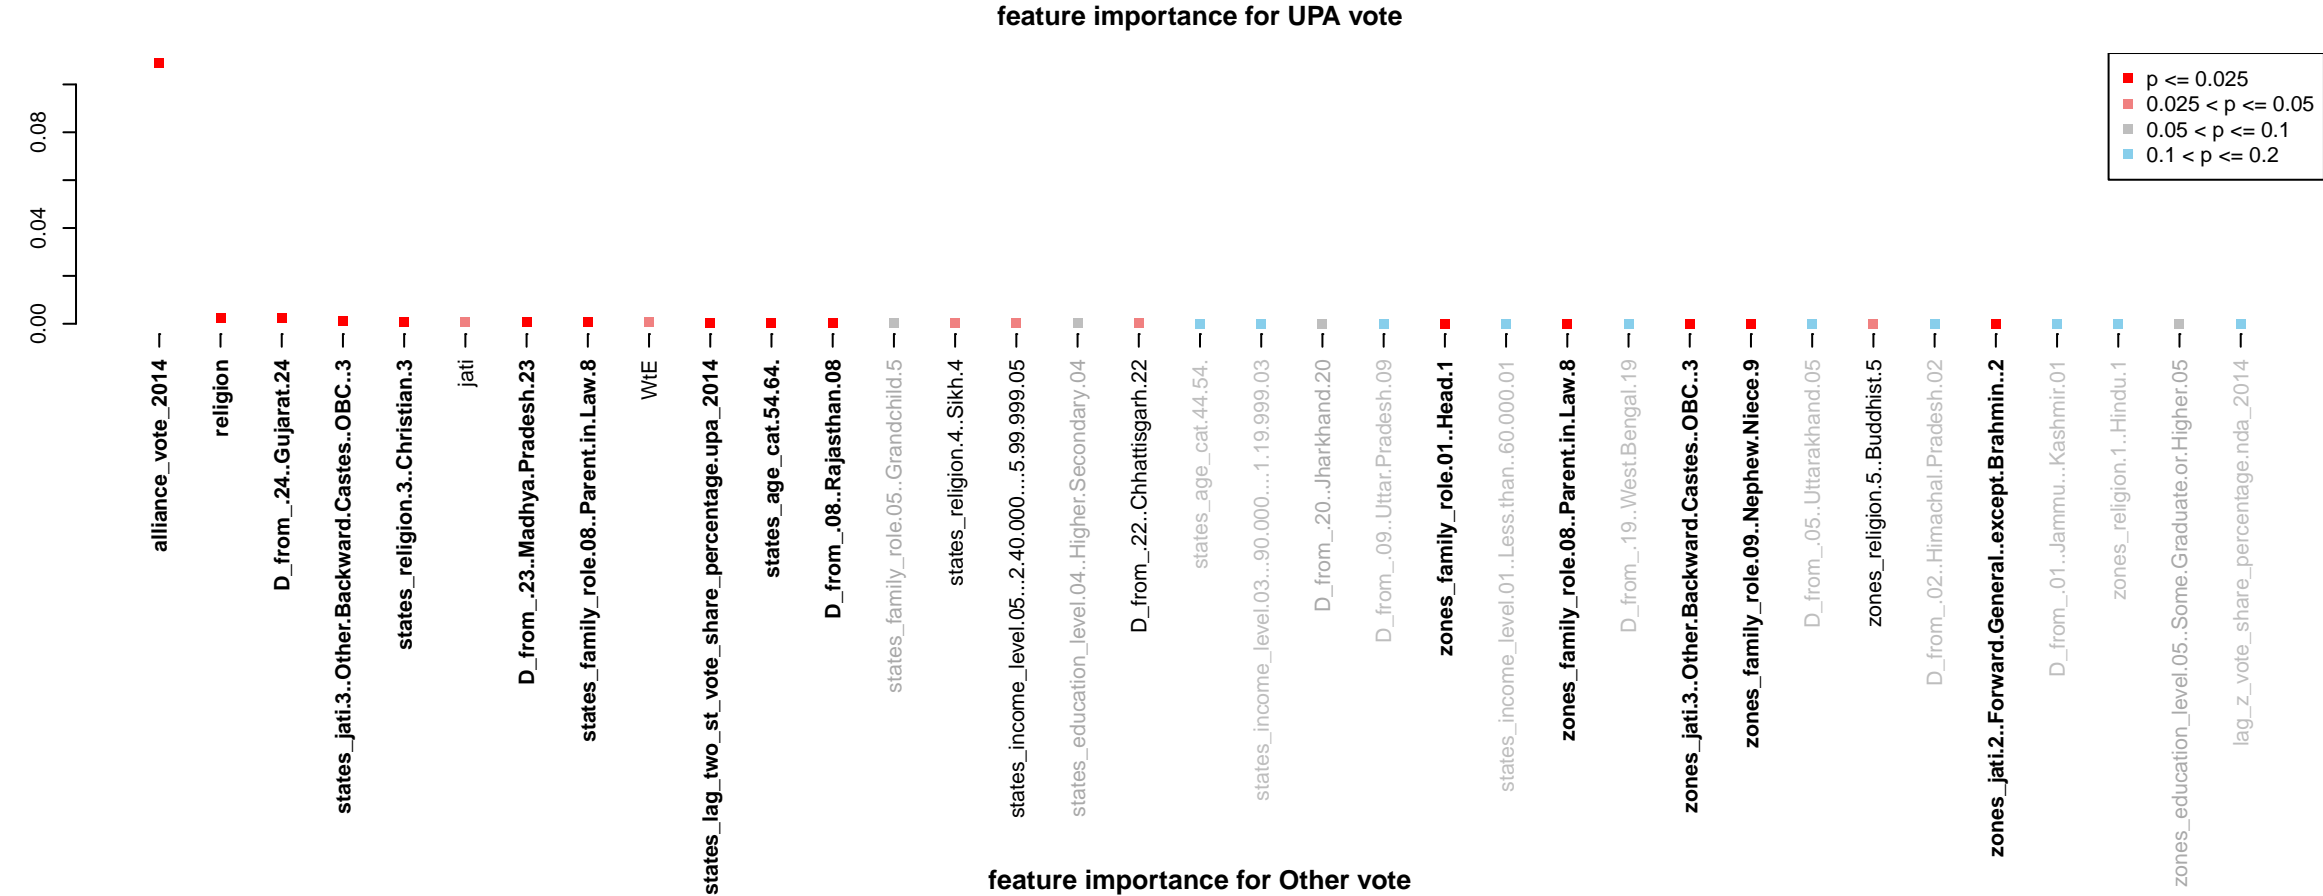 feature importance for UPA vote
p <= 0.025
0.025 < p <= 0.05
0.05 < p <= 0.1
0.1 < p <= 0.2
0.08
0.04
0.00
alliance_vote_2014
religion
D_from_.24..Gujarat.24
states_jati.3..Other.Backward.Castes..OBC..3
states_religion.3..Christian.3
jati
D_from_.23..Madhya.Pradesh.23
states_family_role.08..Parent.in.Law.8
WtE
states_lag_two_st_vote_share_percentage.upa_2014
states_age_cat.54.64.
D_from_.08..Rajasthan.08
states_family_role.05..Grandchild.5
states_religion.4..Sikh.4
states_income_level.05...2.40.000....5.99.999.05
states_education_level.04..Higher.Secondary.04
D_from_.22..Chhattisgarh.22
states_age_cat.44.54.
states_income_level.03...90.000....1.19.999.03
D_from_.20..Jharkhand.20
D_from_.09..Uttar.Pradesh.09
zones_family_role.01..Head.1
states_income_level.01..Less.than..60.000.01
zones_family_role.08..Parent.in.Law.8
D_from_.19..West.Bengal.19
zones_jati.3..Other.Backward.Castes..OBC..3
zones_family_role.09..Nephew.Niece.9
D_from_.05..Uttarakhand.05
zones_religion.5..Buddhist.5
D_from_.02..Himachal.Pradesh.02
zones_jati.2..Forward.General..except.Brahmin..2
D_from_.01..Jammu..Kashmir.01
zones_religion.1..Hindu.1
zones_education_level.05..Some.Graduate.or.Higher.05
lag_z_vote_share_percentage.nda_2014
feature importance for Other vote